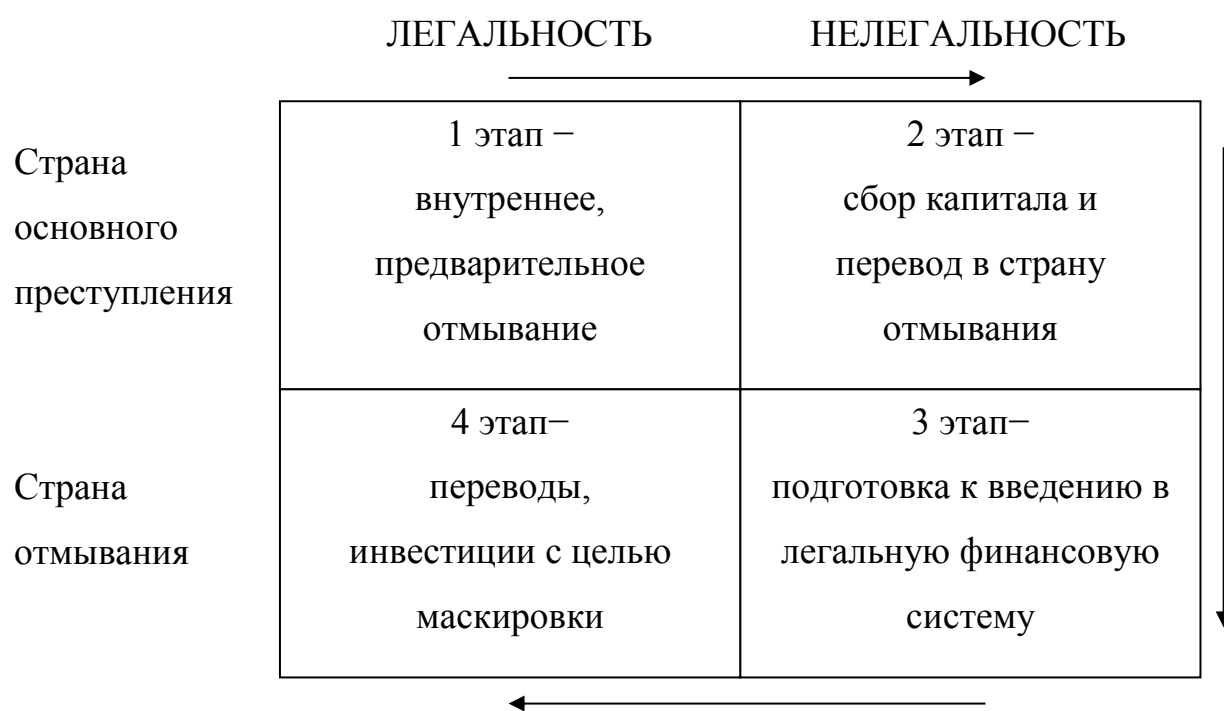 ЛЕГАЛЬНОСТЬ НЕЛЕГАЛЬНОСТЬ
Страна
основного
преступления
1 этап −
внутреннее,
предварительное
отмывание
2 этап −
сбор капитала и
перевод в страну
отмывания
Страна
отмывания
4 этап−
переводы,
инвестиции с целью
маскировки
3 этап−
подготовка к введению в
легальную финансовую
систему